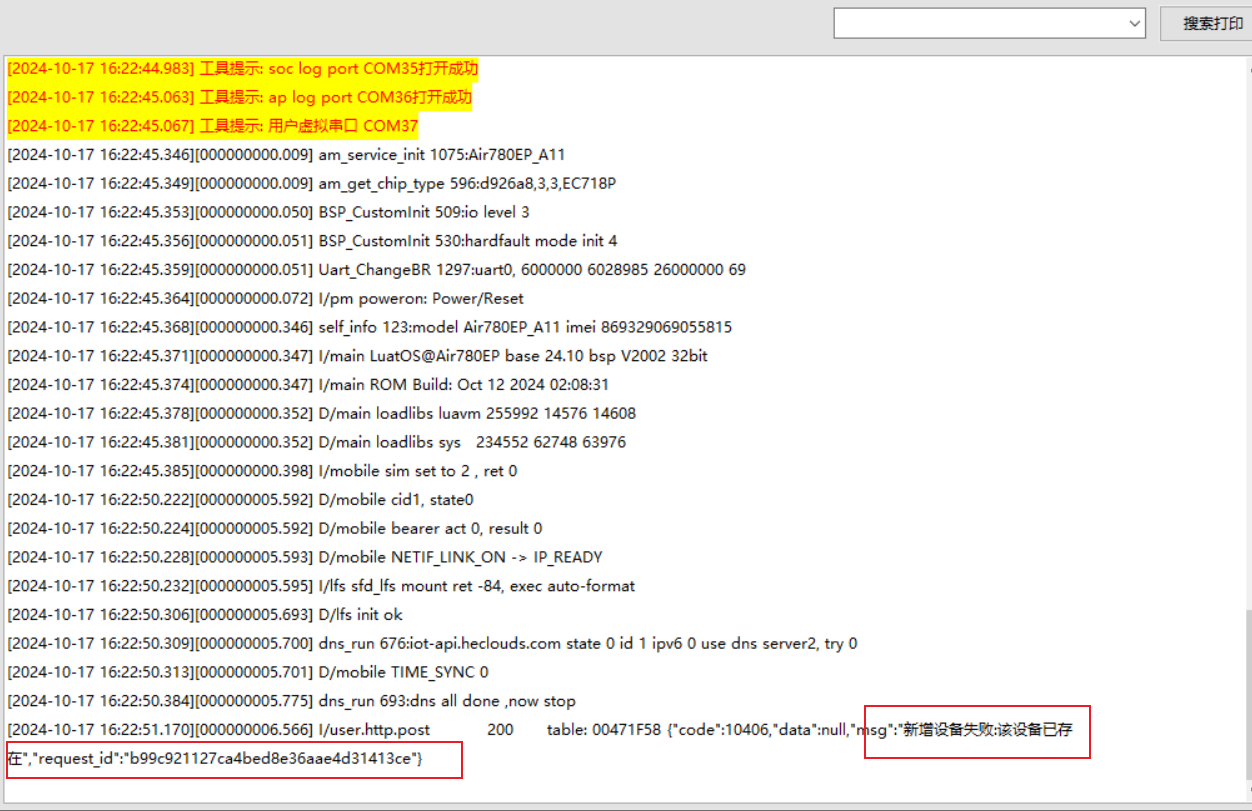 搜索打印
[2024-10-17 16:22:44.983] 工具提示: soc log port COM35打开成功
[2024-10-17 16:22:45.063] 工具提示: ap log port COM36打开成功
[2024-10-17 16:22:45.067] 工具提示: 用户虚拟串口 COM37
[2024-10-17 16:22:45.346][000000000.009] am_service_init 1075:Air780EP_A11
[2024-10-17 16:22:45.349][000000000.009] am_get_chip_type 596:d926a8,3,3,EC718P
[2024-10-17 16:22:45.353][000000000.050] BSP_CustomInit 509:io level 3
[2024-10-17 16:22:45.356][000000000.051] BSP_CustomInit 530:hardfault mode init 4
[2024-10-17 16:22:45.359][000000000.051] Uart_ChangeBR 1297:uart0, 6000000 6028985 26000000 69
[2024-10-17 16:22:45.364][000000000.072] I/pm poweron: Power/Reset
[2024-10-17 16:22:45.368][000000000.346] self_info 123:model Air780EP_A11 imei 869329069055815
[2024-10-17 16:22:45.371][000000000.347] I/main LuatOS@Air780EP base 24.10 bsp V2002 32bit
[2024-10-17 16:22:45.374][000000000.347] I/main ROM Build: Oct 12 2024 02:08:31
[2024-10-17 16:22:45.378][000000000.352] D/main loadlibs luavm 255992 14576 14608
[2024-10-17 16:22:45.381][000000000.352] D/main loadlibs sys   234552 62748 63976
[2024-10-17 16:22:45.385][000000000.398] I/mobile sim set to 2 , ret 0
[2024-10-17 16:22:50.222][000000005.592] D/mobile cid1, state0
[2024-10-17 16:22:50.224][000000005.592] D/mobile bearer act 0, result 0
[2024-10-17 16:22:50.228][000000005.593] D/mobile NETIF_LINK_ON -> IP_READY
[2024-10-17 16:22:50.232][000000005.595] I/lfs sfd_lfs mount ret -84, exec auto-format
[2024-10-17 16:22:50.306][000000005.693] D/lfs init ok
[2024-10-17 16:22:50.309][000000005.700] dns_run 676:iot-api.heclouds.com state 0 id 1 ipv6 0 use dns server2, try 0
[2024-10-17 16:22:50.313][000000005.701] D/mobile TIME_SYNC 0
[2024-10-17 16:22:50.384][000000005.775] dns_run 693:dns all done ,now stop
[2024-10-17 16:22:51.170][000000006.566] I/user.http.post 200 table: 00471F58 {"code":10406,"data":null,"msg":"新增设备失败:该设备已存
在","request_id":"b99c921127ca4bed8e36aae4d31413ce"}